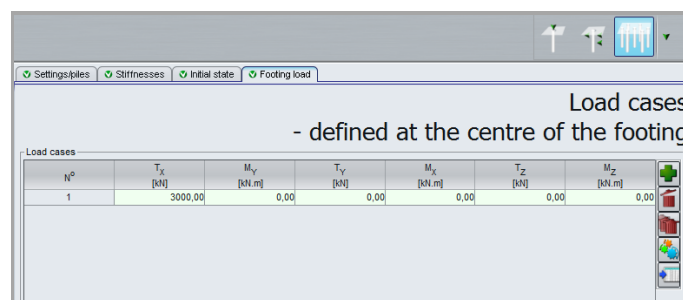 Settings/piles Stiffnesses Initial state Footing load
Load cases
- defined at the centre of the footing
Load cases
N° TX [kN] MY [kN.m] TY [kN] MX [kN.m] TZ [kN] MZ [kN.m]
1 3000,00 0,00 0,00 0,00 0,00 0,00